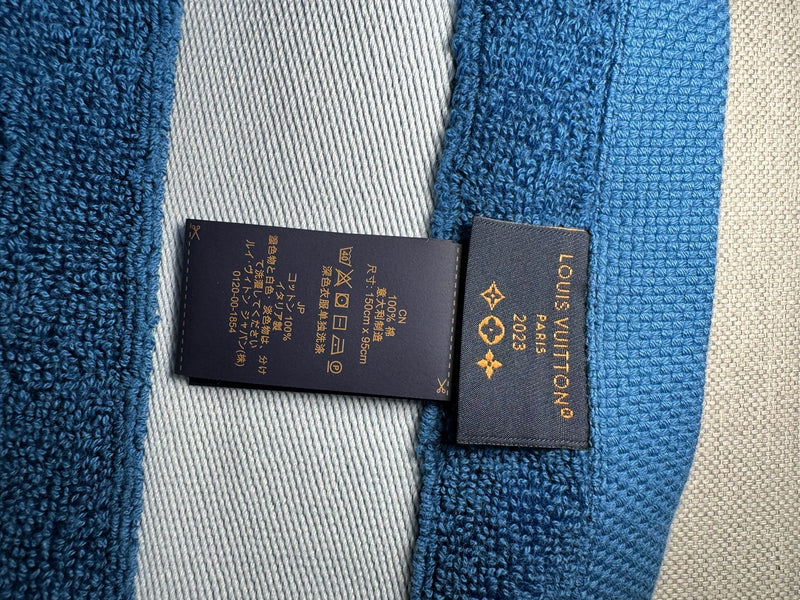 LOUIS VUITTON
PARIS
2023
CN
100% 棉
意大利制造
尺寸: 150cm x 95cm
40
P
深色衣服单独洗涤
JP
コットン 100%
イタリア製
濃色物と白色・淡色物は、分け
て洗濯してください
ルイ・ヴィトン ジャパン(株)
0120-00-1854